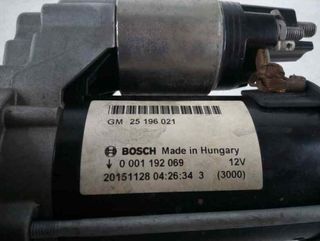 GM 25 196 021
BOSCH Made in Hungary
0 001 192 069 12V
20151128 04:26:34 3 (3000)